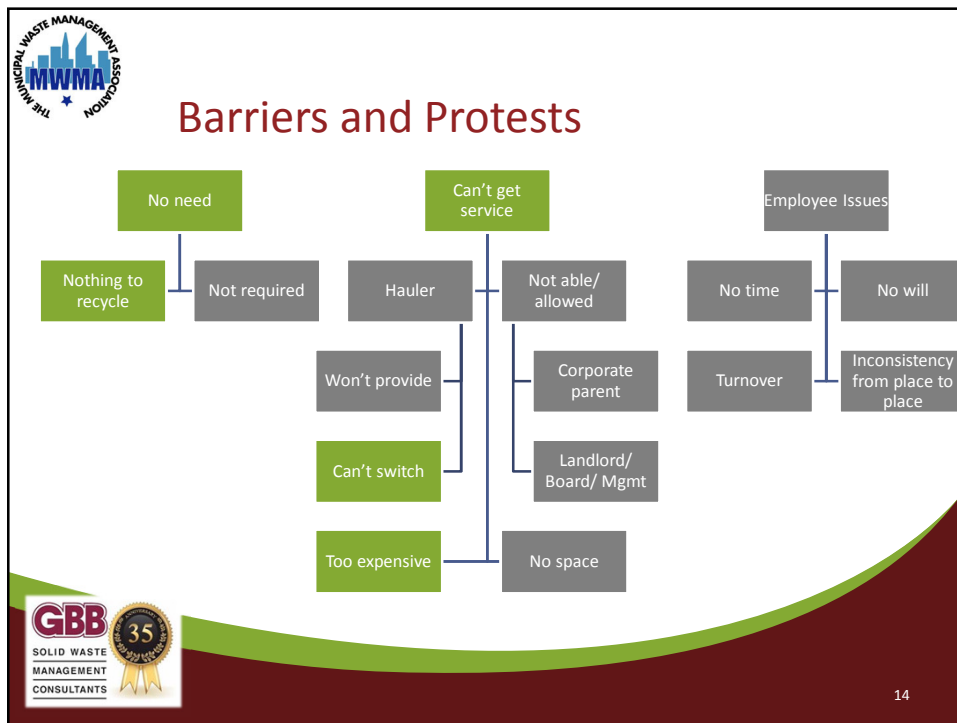 THE MUNICIPAL WASTE MANAGEMENT ASSOCIATION
MWMA
Barriers and Protests
No need
Nothing to
recycle
Not required
Can't get
service
Hauler
Not able/
allowed
Won't provide
Corporate
parent
Can't switch
Landlord/
Board/ Mgmt
Too expensive
No space
Employee Issues
No time
No will
Turnover
Inconsistency
from place to
place
GBB
SOLID WASTE
MANAGEMENT
CONSULTANTS
ANNIVERSARY
35
14